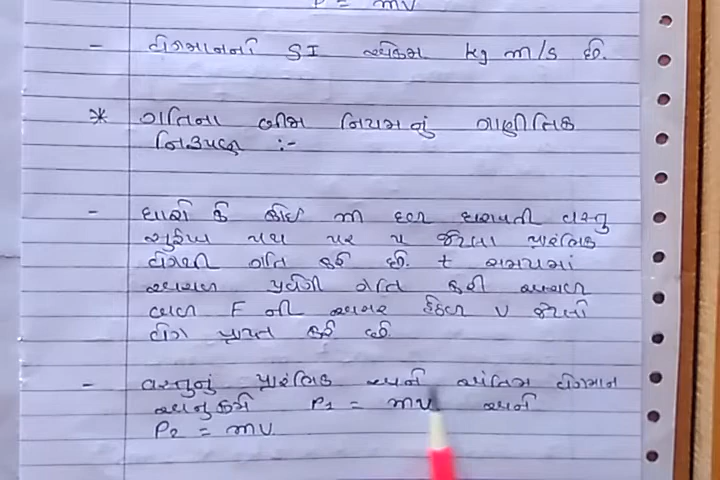 P = mv
- વેગમાનનો SI એકમ kg m/s છે.
* ગતિના બીજા નિયમનું ગાણીતિક
નિરૂપણ :-
- ધારો કે કોઈ m દળ ધરાવતી વસ્તુ
સુરેખ પથ પર u જેટલા પ્રારંભિક
વેગથી ગતિ કરે છે. t સમયમાં
અચળ પ્રવેગી ગતિ કરી અચળ
બળ F ની અસર હેઠળ v જેટલો
વેગ પ્રાપ્ત કરે છે.
- વસ્તુનું પ્રારંભિક અને અંતિમ વેગમાન
અનુક્રમે P1 = mu અને
P2 = mv